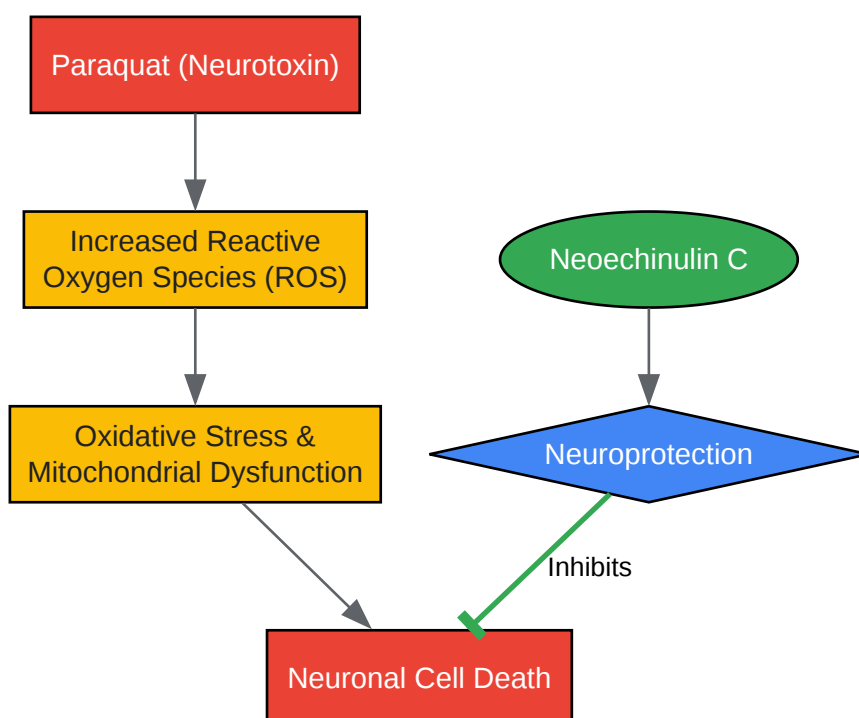 Paraquat (Neurotoxin)
Increased Reactive
Oxygen Species (ROS)
Neoechinulin C
Oxidative Stress &
Mitochondrial Dysfunction
Neuroprotection
Inhibits
Neuronal Cell Death